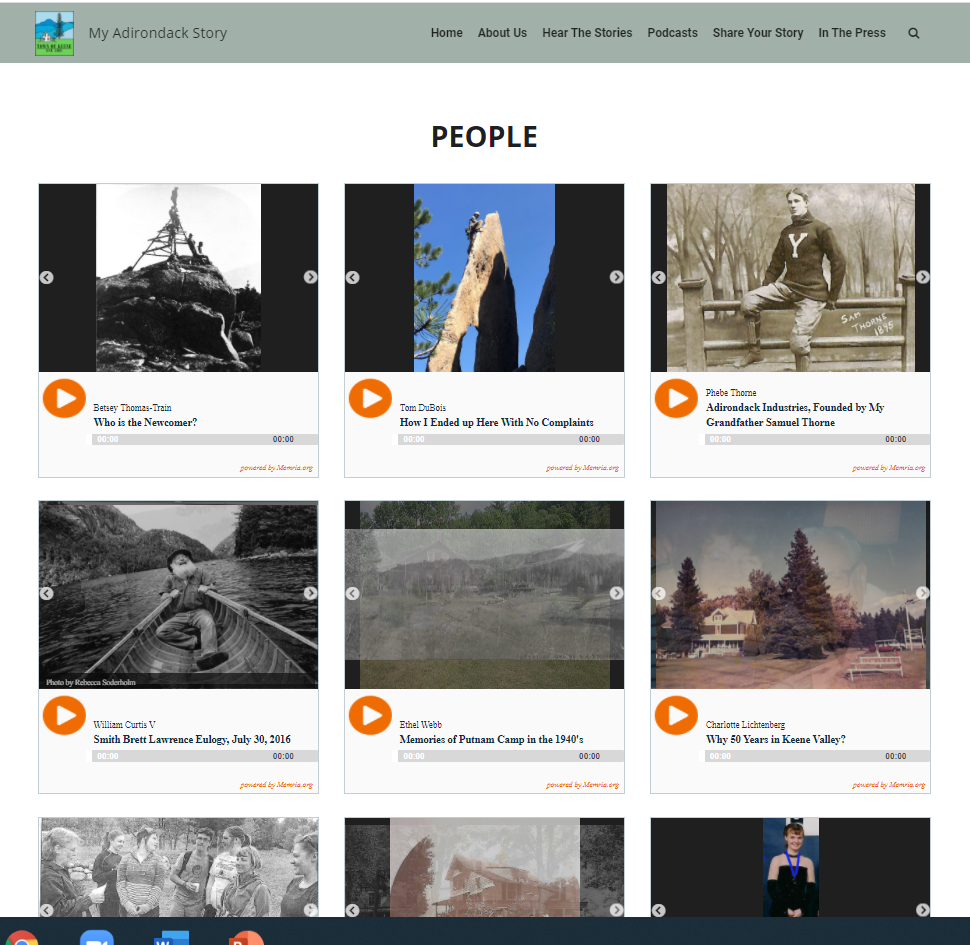 TOWN OF KEENE
My Adirondack Story
Home About Us Hear The Stories Podcasts Share Your Story In The Press
PEOPLE
Y
SAM
THORNE
1895
Betsey Thomas-Train
Who is the Newcomer?
00:00 00:00
powered by Memria.org
Tom DuBois
How I Ended up Here With No Complaints
00:00 00:00
powered by Memria.org
Phebe Thorne
Adirondack Industries, Founded by My
Grandfather Samuel Thorne
00:00 00:00
powered by Memria.org
Photo by Rebecca Soderholm
William Curtis V
Smith Brett Lawrence Eulogy, July 30, 2016
00:00 00:00
powered by Memria.org
Ethel Webb
Memories of Putnam Camp in the 1940's
00:00 00:00
powered by Memria.org
Charlotte Lichtenberg
Why 50 Years in Keene Valley?
00:00 00:00
powered by Memria.org
W
P